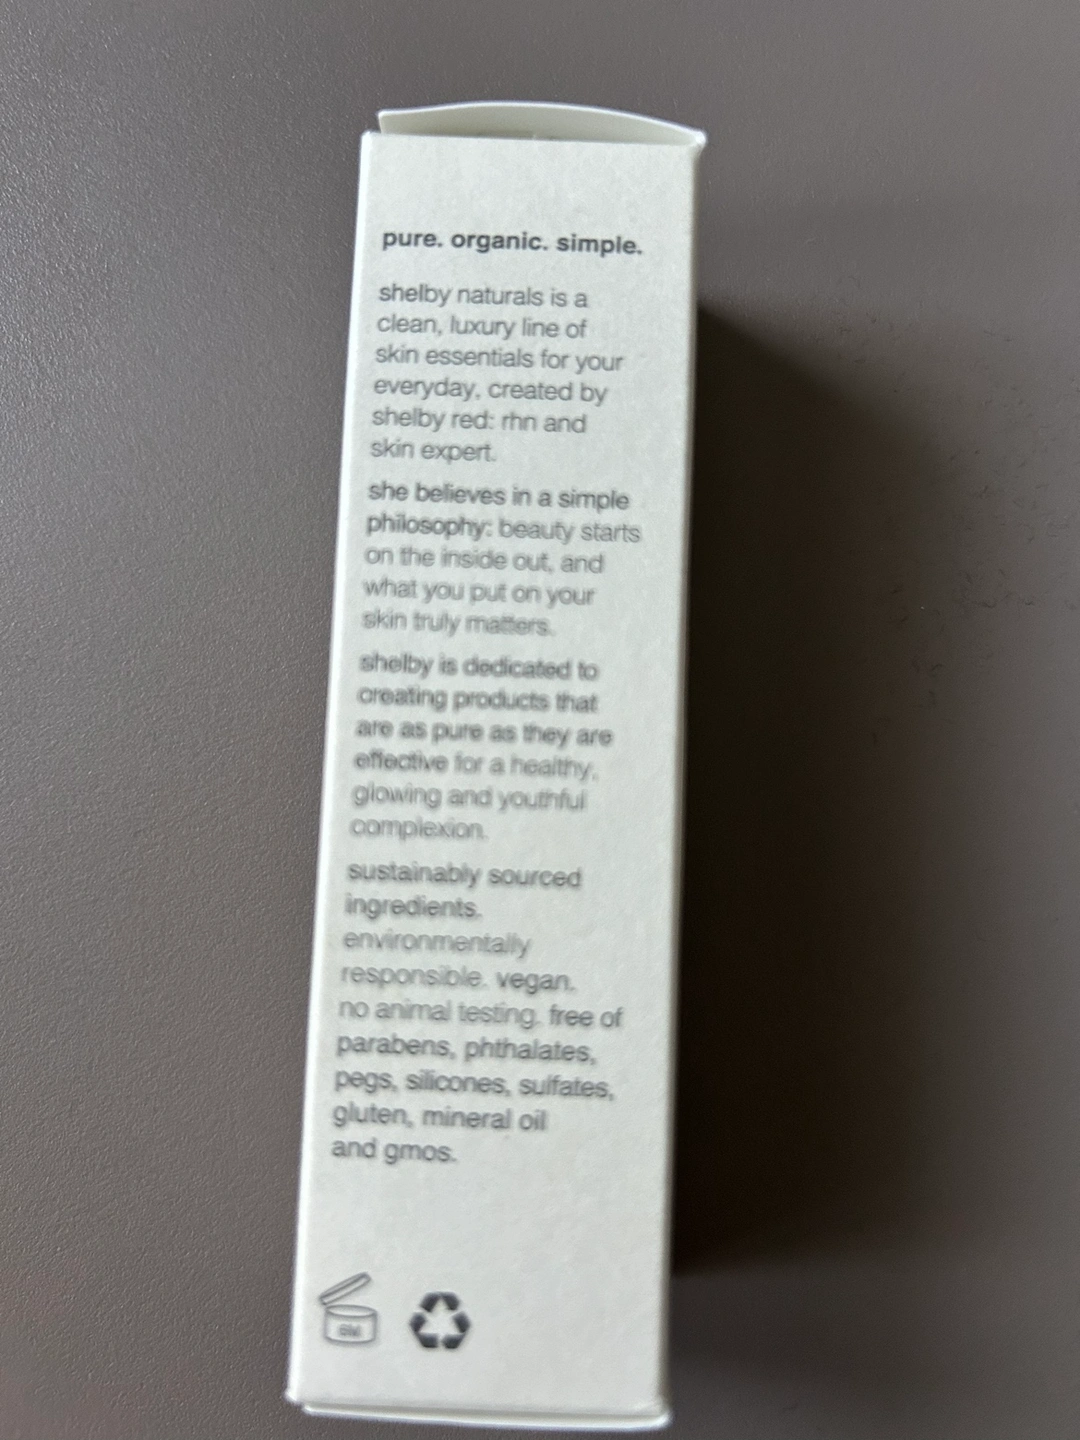 pure. organic. simple.
shelby naturals is a
clean, luxury line of
skin essentials for your
everyday, created by
shelby red: rhn and
skin expert.
she believes in a simple
philosophy: beauty starts
on the inside out, and
what you put on your
skin truly matters.
shelby is dedicated to
creating products that
are as pure as they are
effective for a healthy,
glowing and youthful
complexion.
sustainably sourced
ingredients.
environmentally
responsible. vegan.
no animal testing. free of
parabens, phthalates,
pegs, silicones, sulfates,
gluten, mineral oil
and gmos.
6M